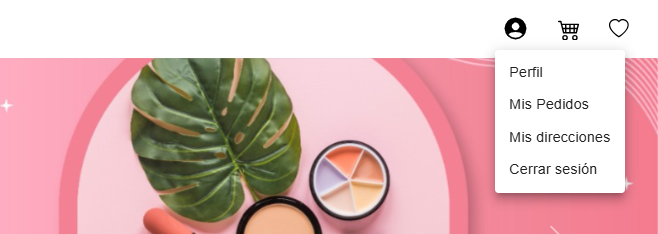 Perfil
Mis Pedidos
Mis direcciones
Cerrar sesión